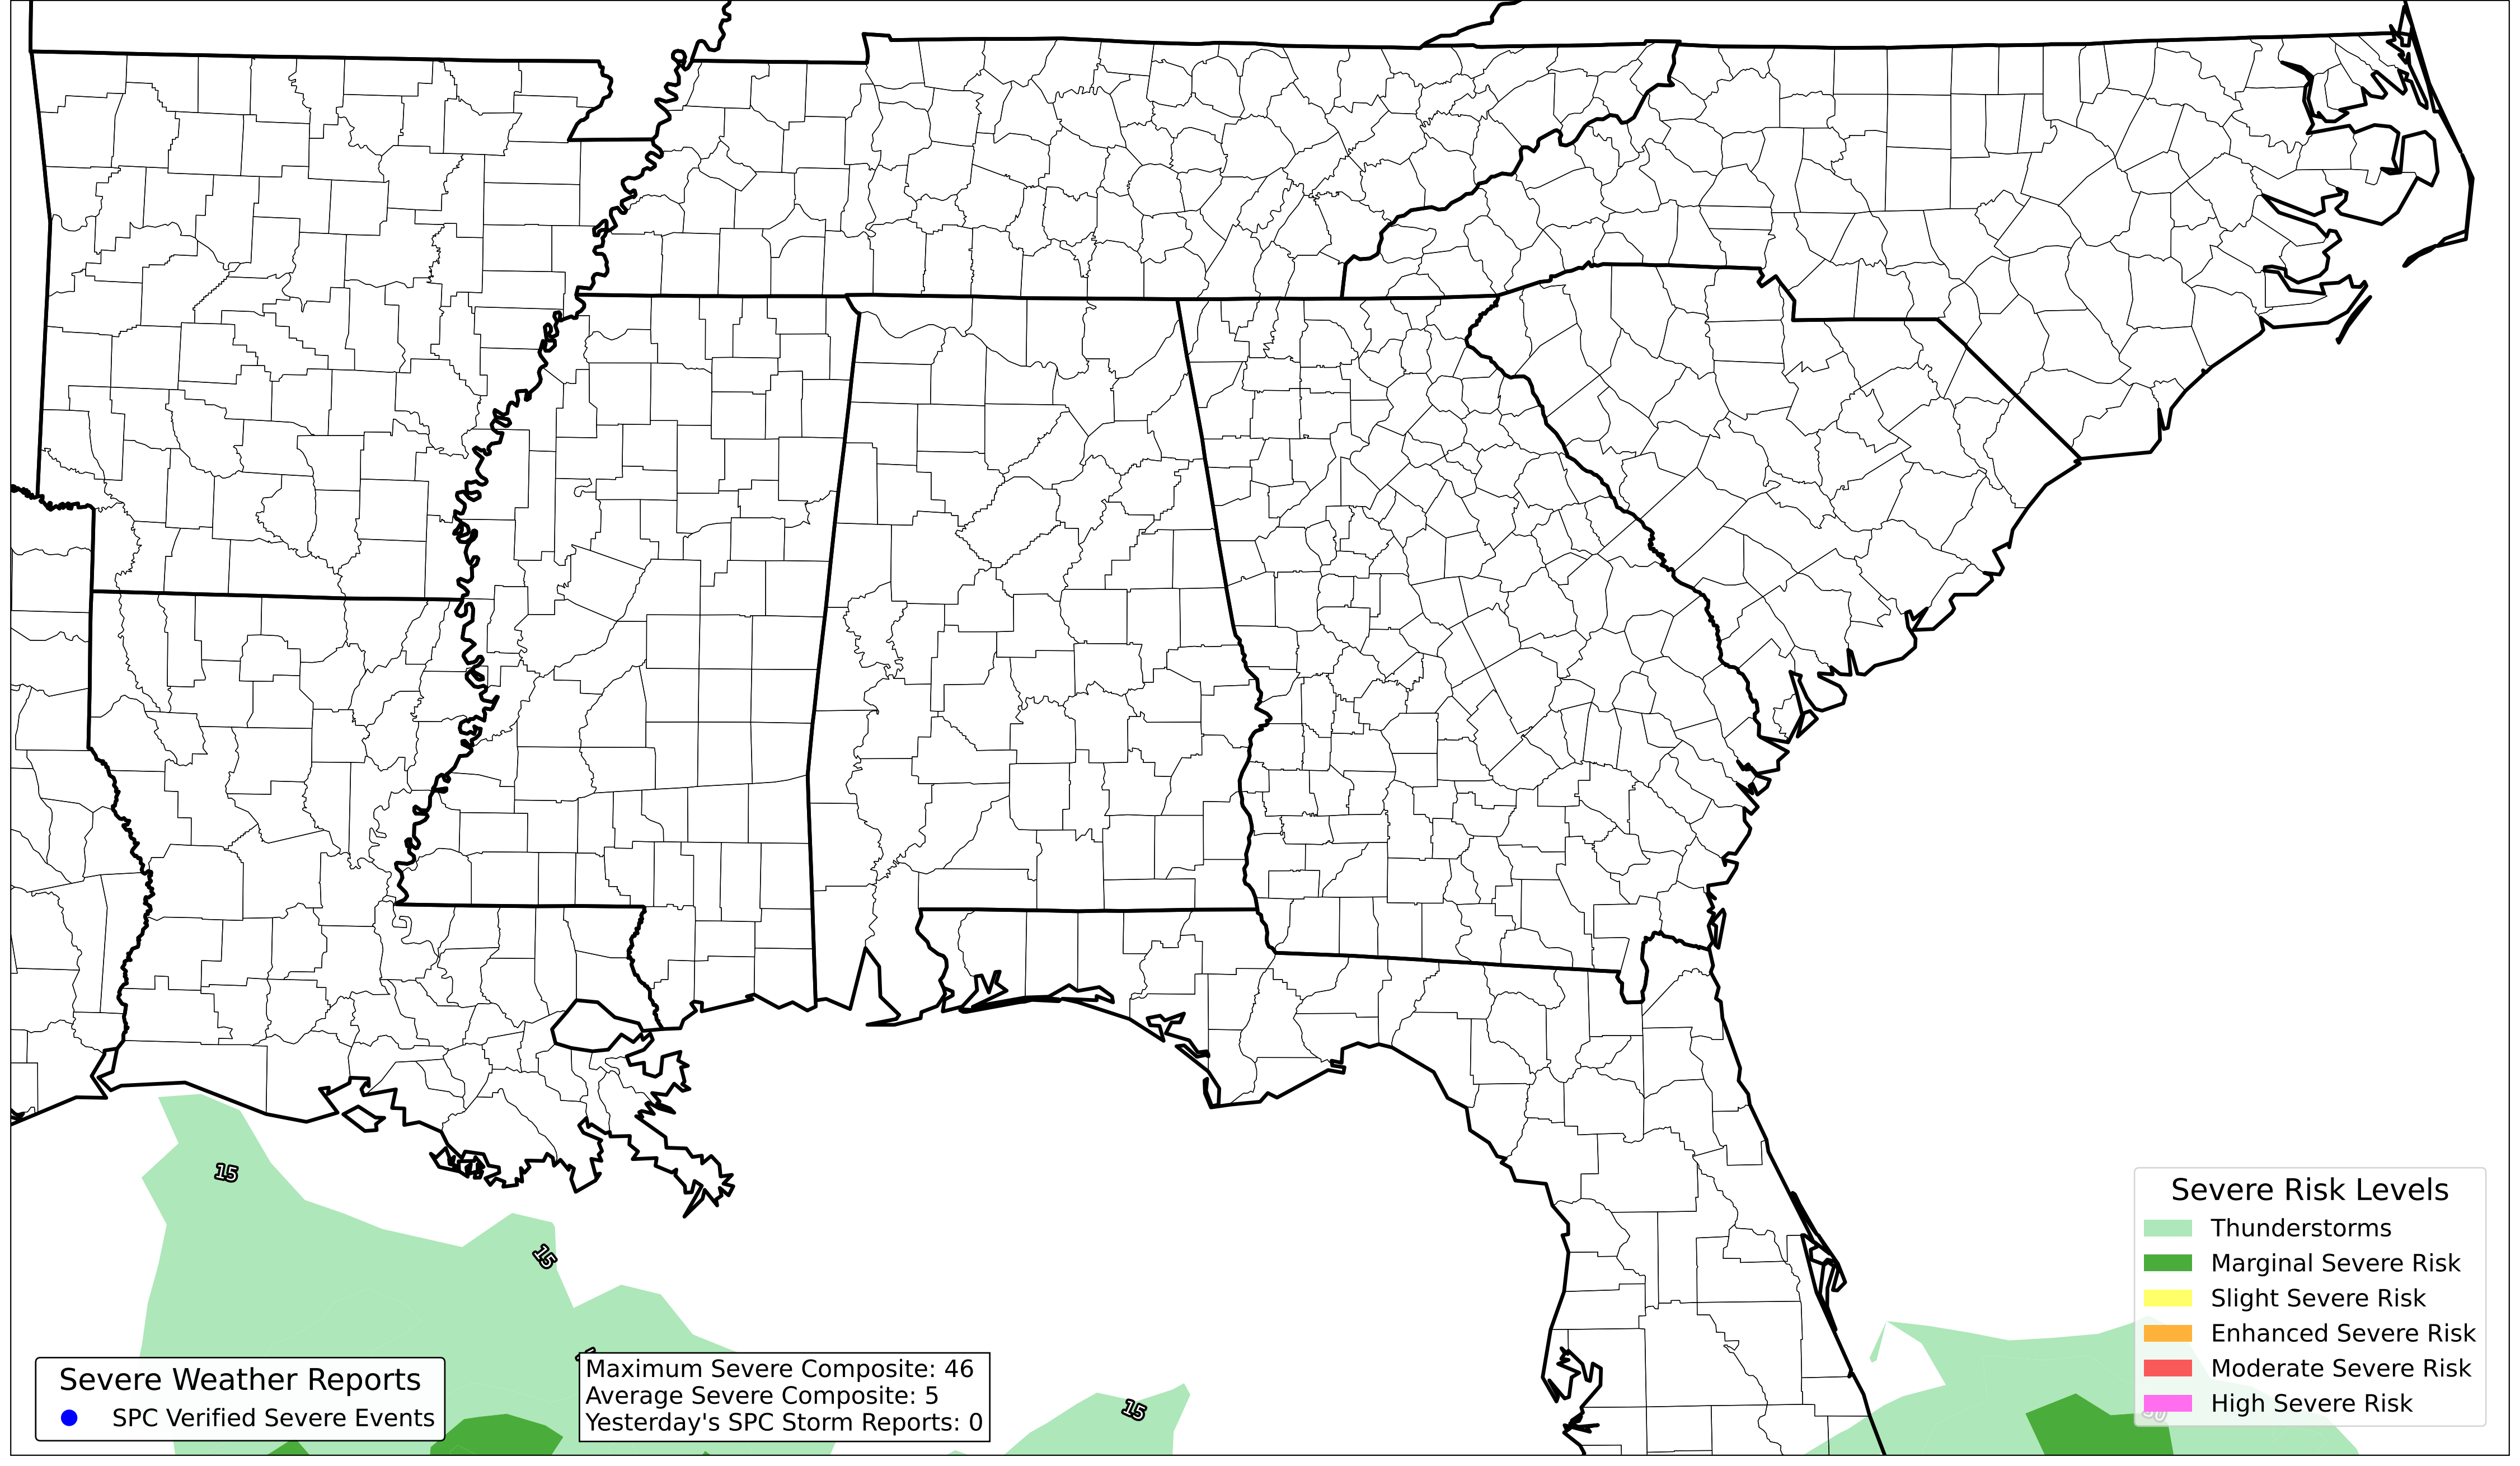 15
15
15
Severe Risk Levels
Thunderstorms
Marginal Severe Risk
Slight Severe Risk
Enhanced Severe Risk
Moderate Severe Risk
High Severe Risk
30
Severe Weather Reports
SPC Verified Severe Events
Maximum Severe Composite: 46
Average Severe Composite: 5
Yesterday's SPC Storm Reports: 0